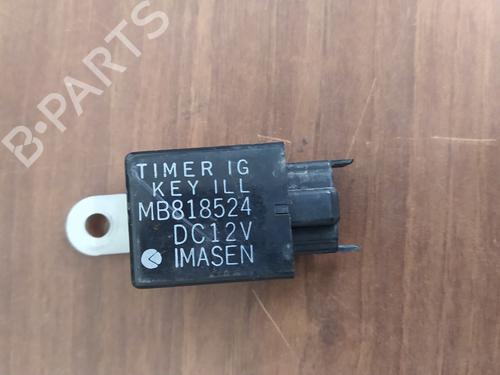 B-PARTS
TIMER IG
KEY ILL
MB818524
DC12V
IMASEN